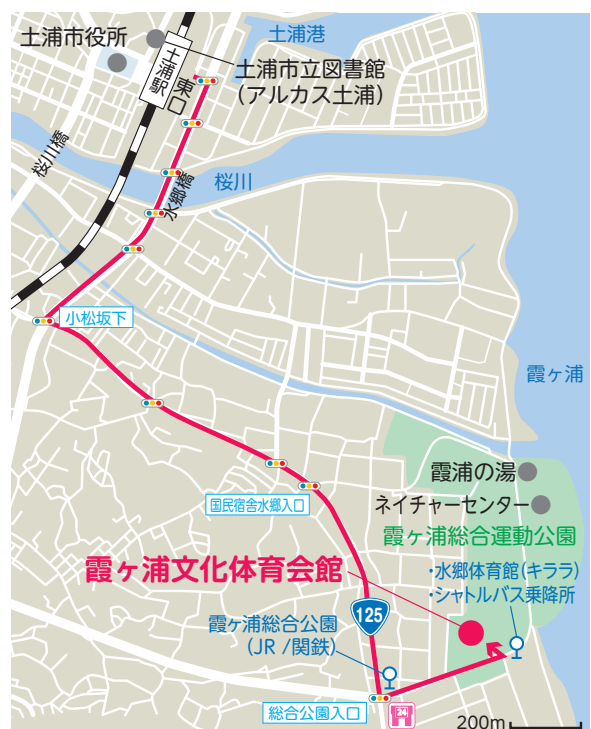 土浦港
土浦市役所
土浦駅
東口
土浦市立図書館
(アルカス土浦)
桜川橋
桜川
水郷橋
小松坂下
霞ヶ浦
霞浦の湯
国民宿舎水郷入口
ネイチャーセンター
霞ヶ浦総合運動公園
霞ヶ浦文化体育会館
・水郷体育館(キララ)
・シャトルバス乗降所
125
霞ヶ浦総合公園
(JR /関鉄)
総合公園入口
24
200m